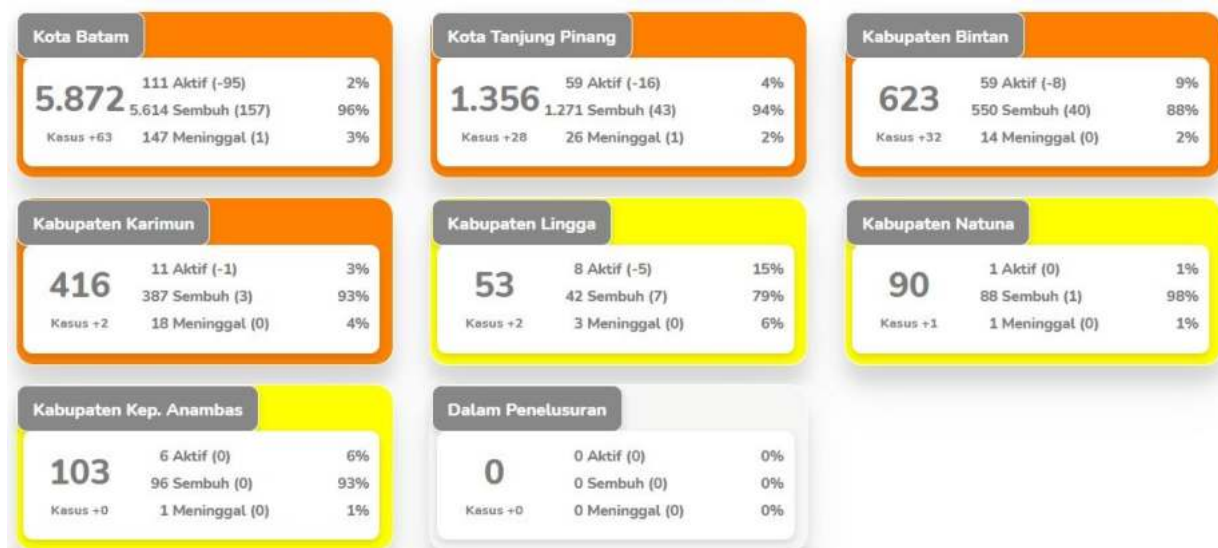 Kota Batam
5.872
Kasus +63
111 Aktif (-95) 2%
5.614 Sembuh (157) 96%
147 Meninggal (1) 3%
Kota Tanjung Pinang
1.356
Kasus +28
59 Aktif (-16) 4%
1.271 Sembuh (43) 94%
26 Meninggal (1) 2%
Kabupaten Bintan
623
Kasus +32
59 Aktif (-8) 9%
550 Sembuh (40) 88%
14 Meninggal (0) 2%
Kabupaten Karimun
416
Kasus +2
11 Aktif (-1) 3%
387 Sembuh (3) 93%
18 Meninggal (0) 4%
Kabupaten Lingga
53
Kasus +2
8 Aktif (-5) 15%
42 Sembuh (7) 79%
3 Meninggal (0) 6%
Kabupaten Natuna
90
Kasus +1
1 Aktif (0) 1%
88 Sembuh (1) 98%
1 Meninggal (0) 1%
Kabupaten Kep. Anambas
103
Kasus +0
6 Aktif (0) 6%
96 Sembuh (0) 93%
1 Meninggal (0) 1%
Dalam Penelusuran
0
Kasus +0
0 Aktif (0) 0%
0 Sembuh (0) 0%
0 Meninggal (0) 0%